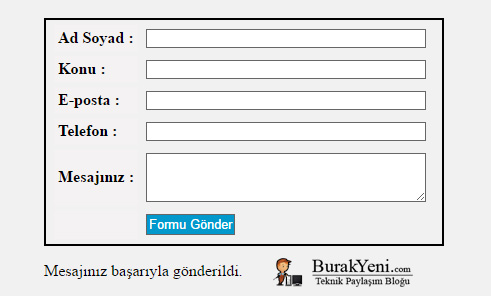 Ad Soyad :
Konu :
E-posta :
Telefon :
Mesajınız :
Formu Gönder
Mesajınız başarıyla gönderildi.
BurakYeni.com
Teknik Paylaşım Bloğu